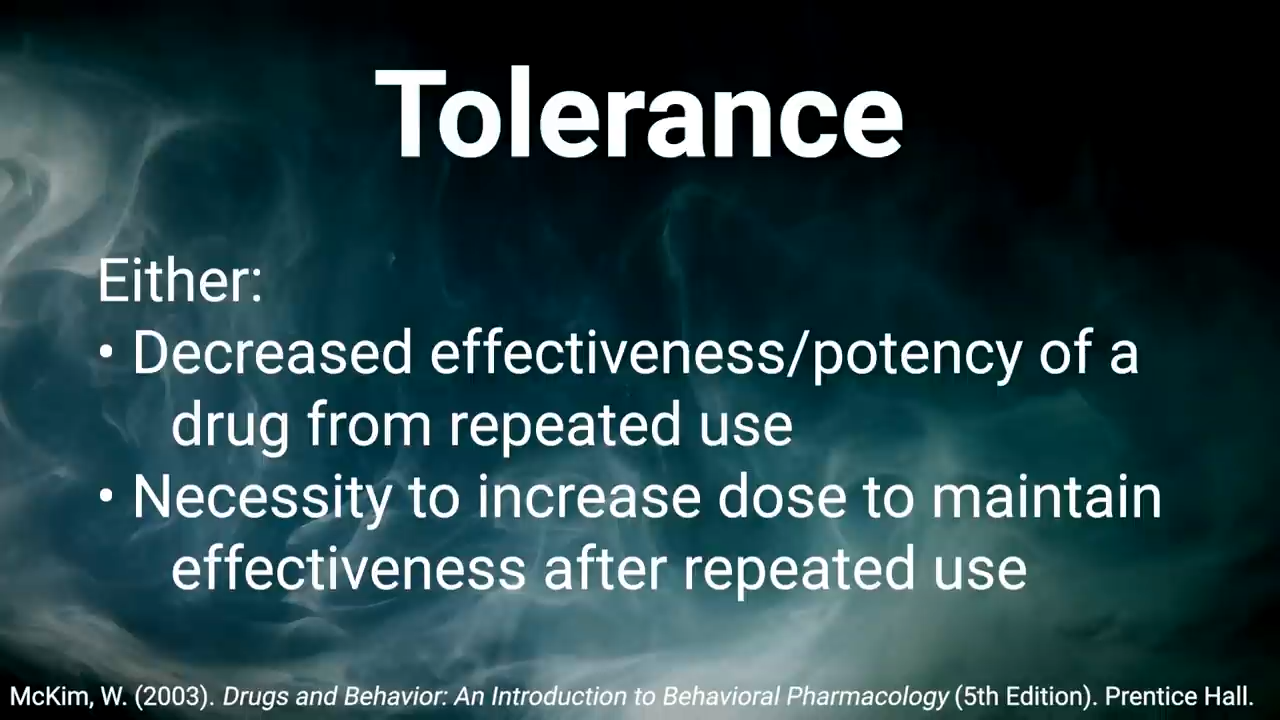 Tolerance
Either:
• Decreased effectiveness/potency of a
drug from repeated use
• Necessity to increase dose to maintain
effectiveness after repeated use
McKim, W. (2003). Drugs and Behavior: An Introduction to Behavioral Pharmacology (5th Edition). Prentice Hall.